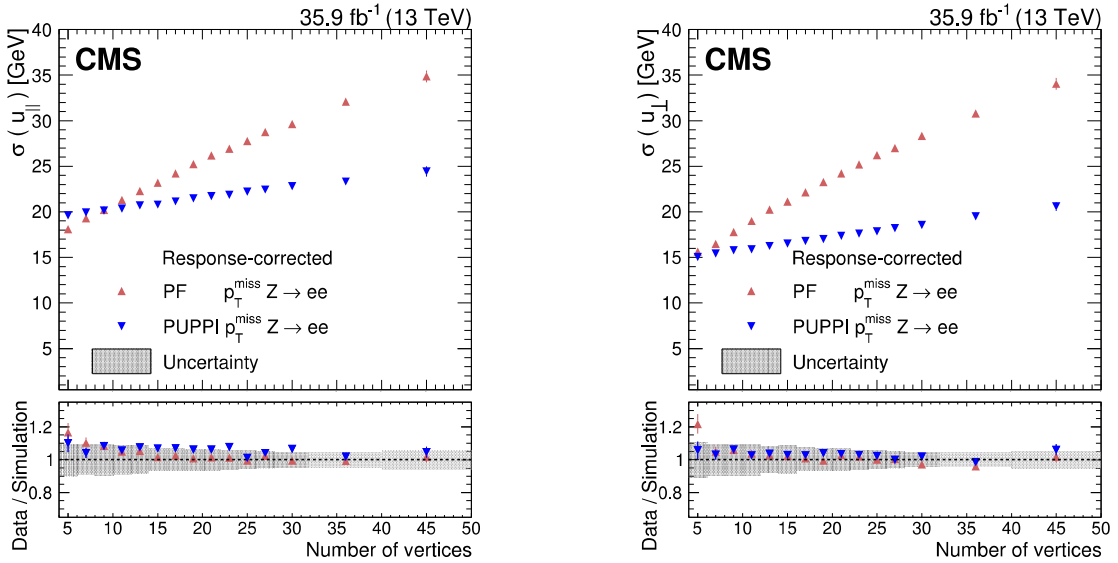 35.9 fb⁻¹ (13 TeV)
CMS
σ ( u_|| ) [GeV]
40
35
30
25
20
15
10
5
Response-corrected
PF p_T^miss Z → ee
PUPPI p_T^miss Z → ee
Uncertainty
Data / Simulation
1.2
1
0.8
5 10 15 20 25 30 35 40 45 50
Number of vertices
35.9 fb⁻¹ (13 TeV)
CMS
σ ( u_⊥ ) [GeV]
40
35
30
25
20
15
10
5
Response-corrected
PF p_T^miss Z → ee
PUPPI p_T^miss Z → ee
Uncertainty
Data / Simulation
1.2
1
0.8
5 10 15 20 25 30 35 40 45 50
Number of vertices